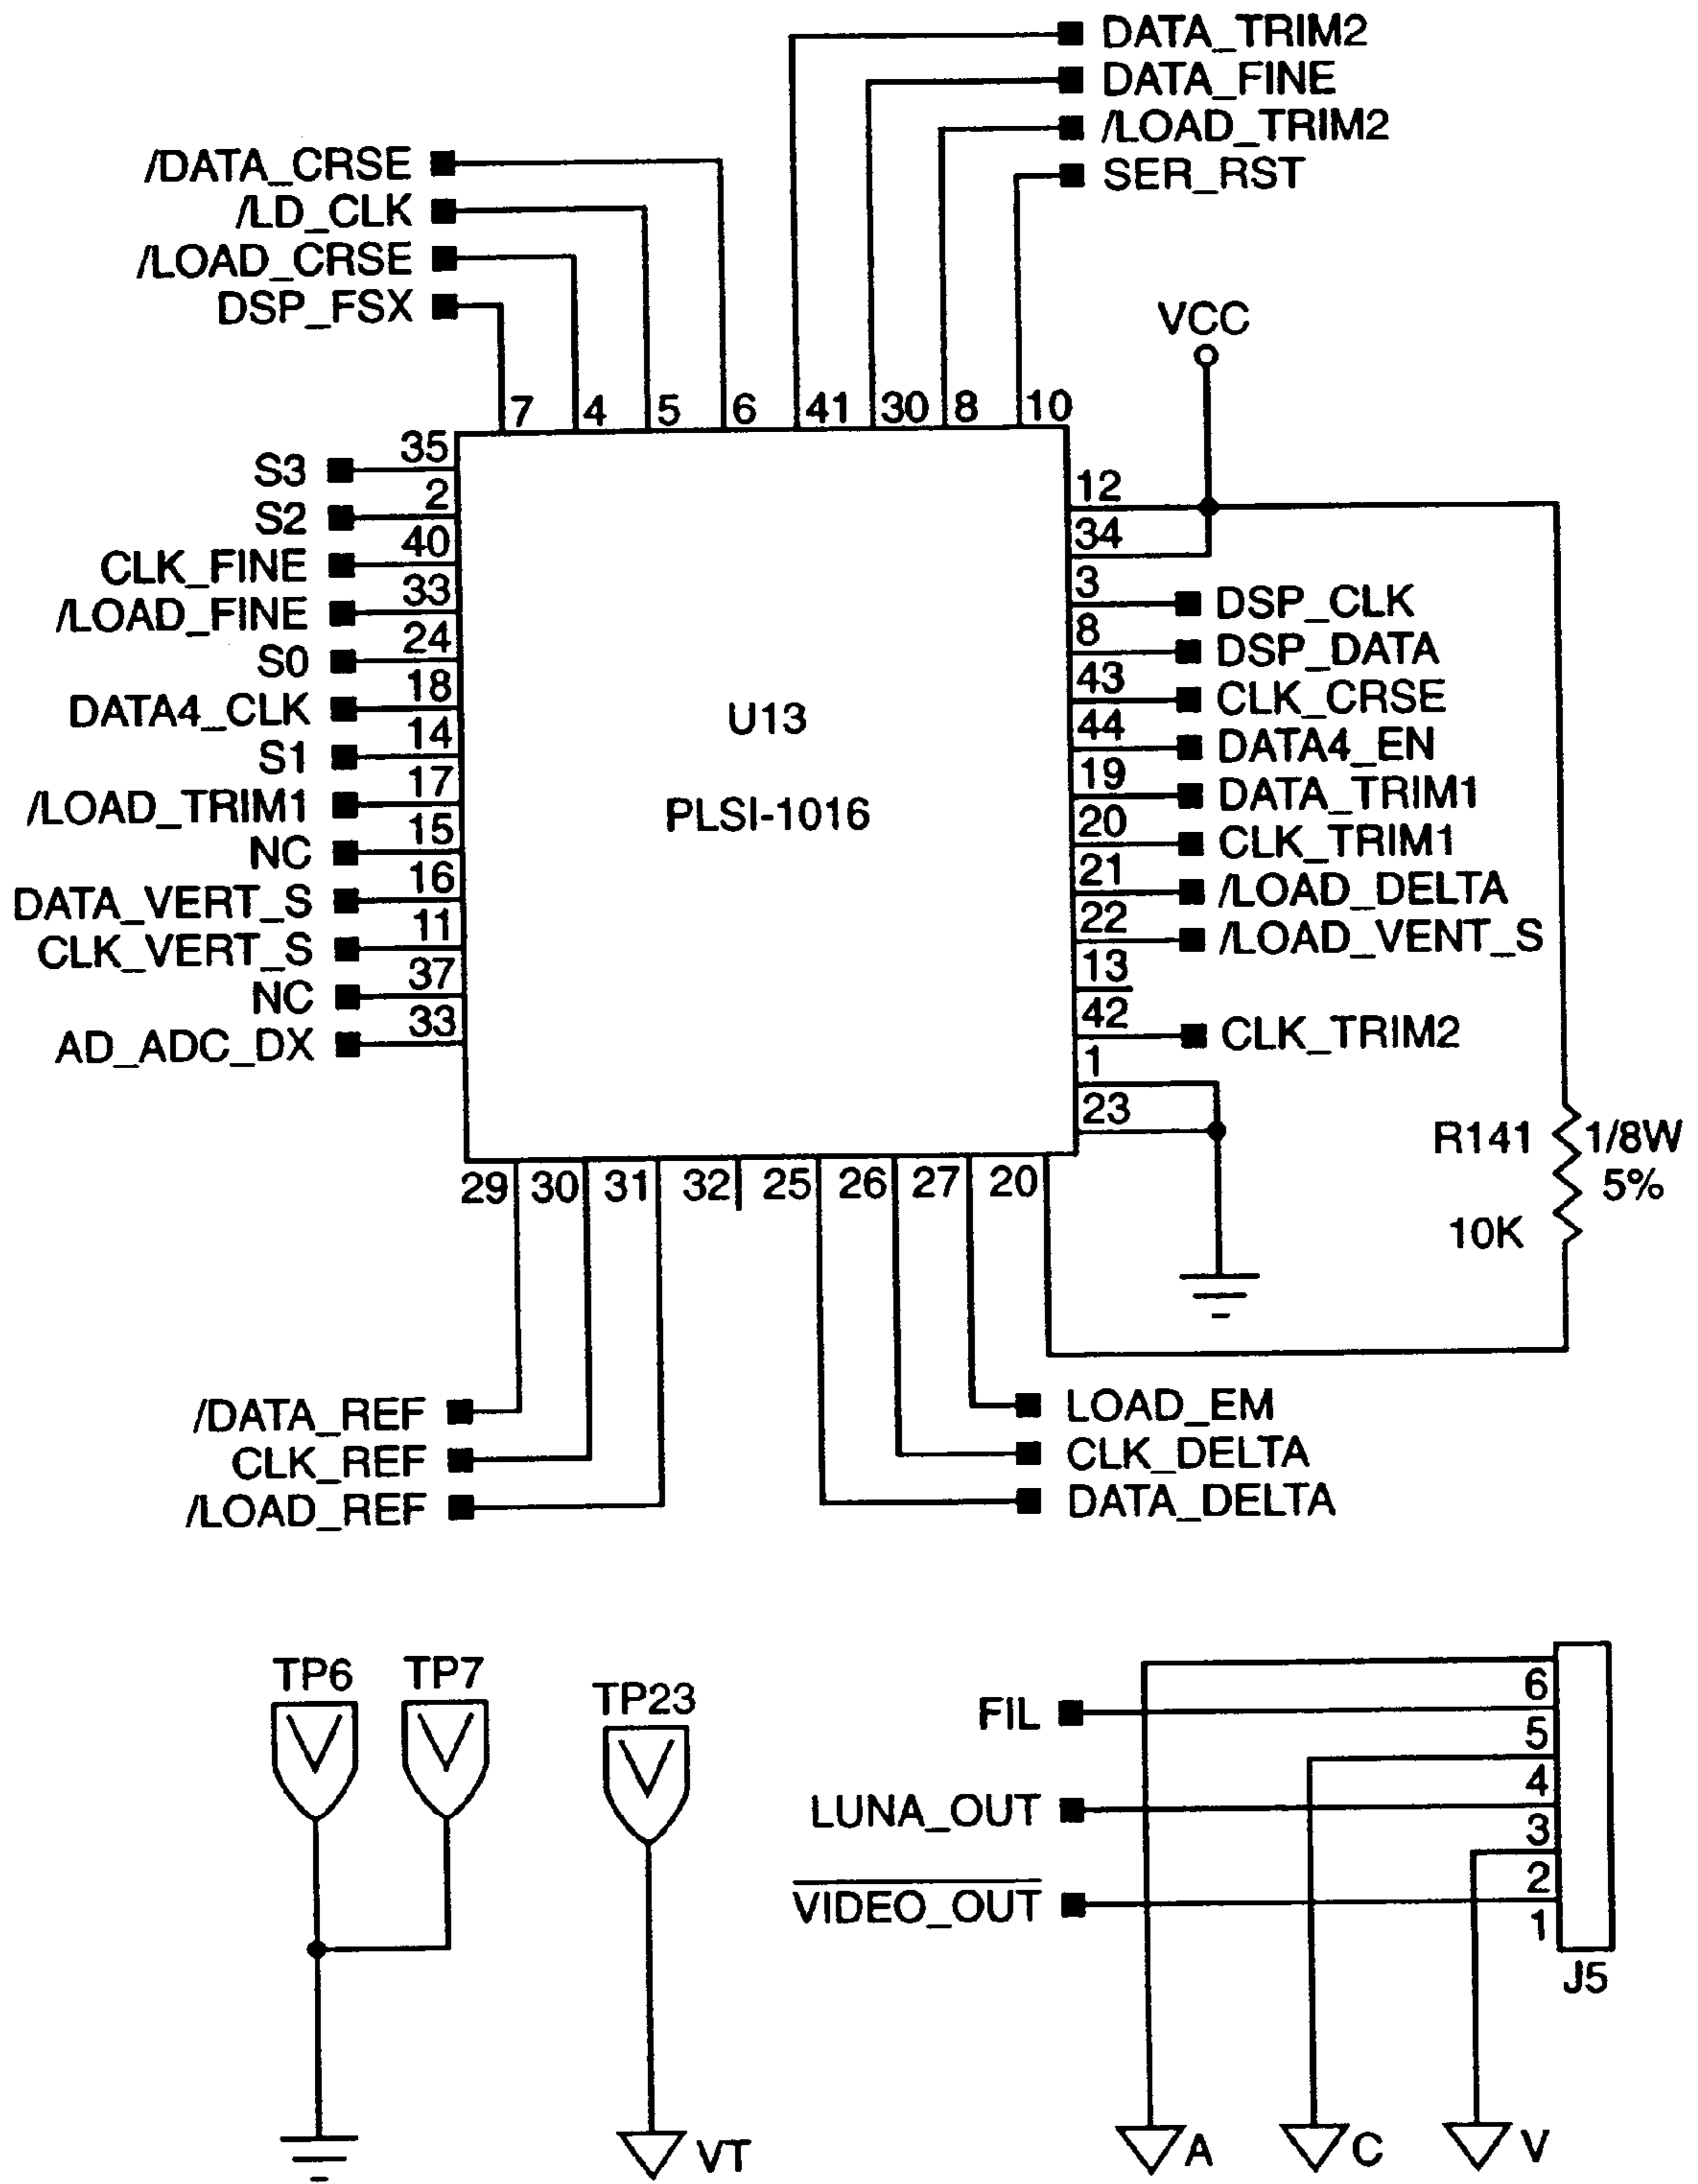 DATA_TRIM2
DATA_FINE
/LOAD_TRIM2
SER_RST
/DATA_CRSE
/LD_CLK
/LOAD_CRSE
DSP_FSX
VCC
7 4 5 6 41 30 8 10
S3 35
S2 2
CLK_FINE 40
/LOAD_FINE 33
S0 24
DATA4_CLK 18
S1 14
/LOAD_TRIM1 17
NC 15
DATA_VERT_S 16
CLK_VERT_S 11
NC 37
AD_ADC_DX 33
U13
PLSI-1016
12
34
3 DSP_CLK
8 DSP_DATA
43 CLK_CRSE
44 DATA4_EN
19 DATA_TRIM1
20 CLK_TRIM1
21 /LOAD_DELTA
22 /LOAD_VENT_S
13
42 CLK_TRIM2
1
23
R141 1/8W
5%
10K
29 30 31 32 25 26 27 20
/DATA_REF
CLK_REF
/LOAD_REF
LOAD_EM
CLK_DELTA
DATA_DELTA
TP6 TP7 TP23
VT
FIL
LUNA_OUT
VIDEO_OUT
6
5
4
3
2
1
J5
A C V